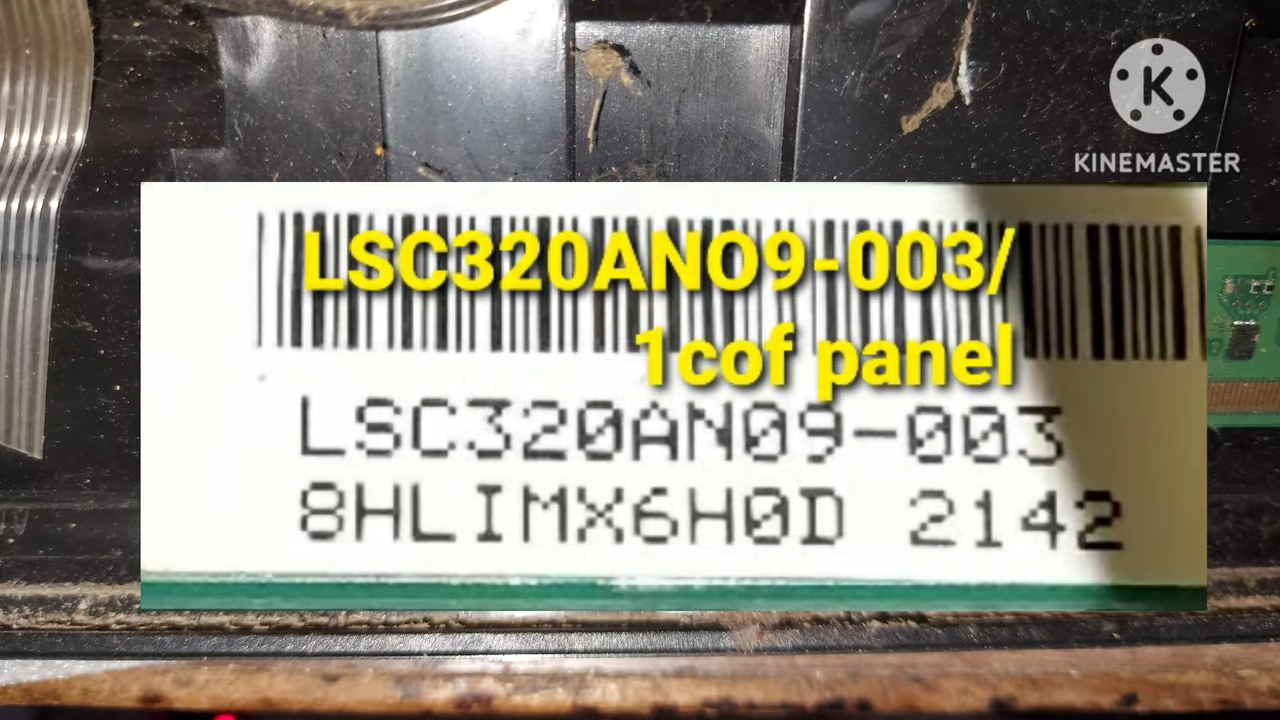 K
KINEMASTER
LSC320ANO9-003/
1cof panel
LSC320AN09-003
8HLIMX6H0D 2142